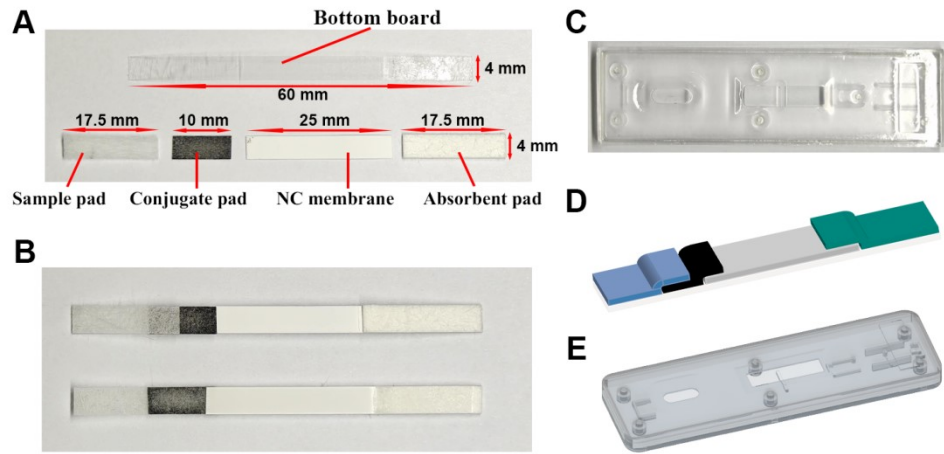 A
Bottom board
4 mm
60 mm
17.5 mm 10 mm 25 mm 17.5 mm
4 mm
Sample pad Conjugate pad NC membrane Absorbent pad
B
C
D
E